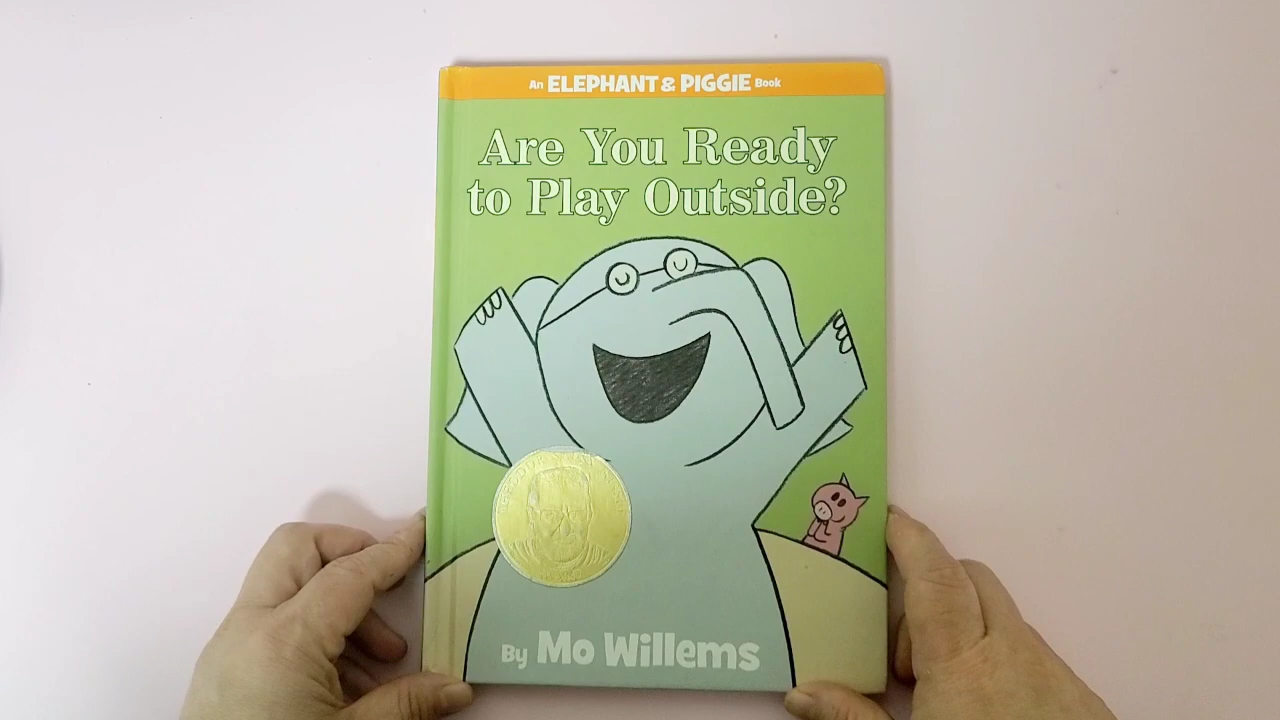 An ELEPHANT & PIGGIE Book
Are You Ready
to Play Outside?
By Mo Willems